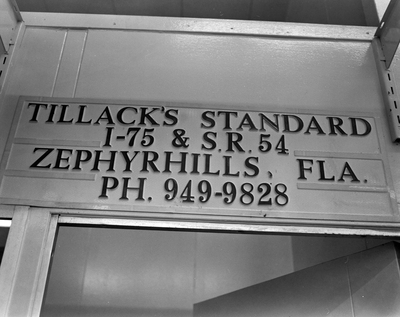 TILLACK'S STANDARD
I-75 & S.R. 54
ZEPHYRHILLS, FLA.
PH. 949-9828